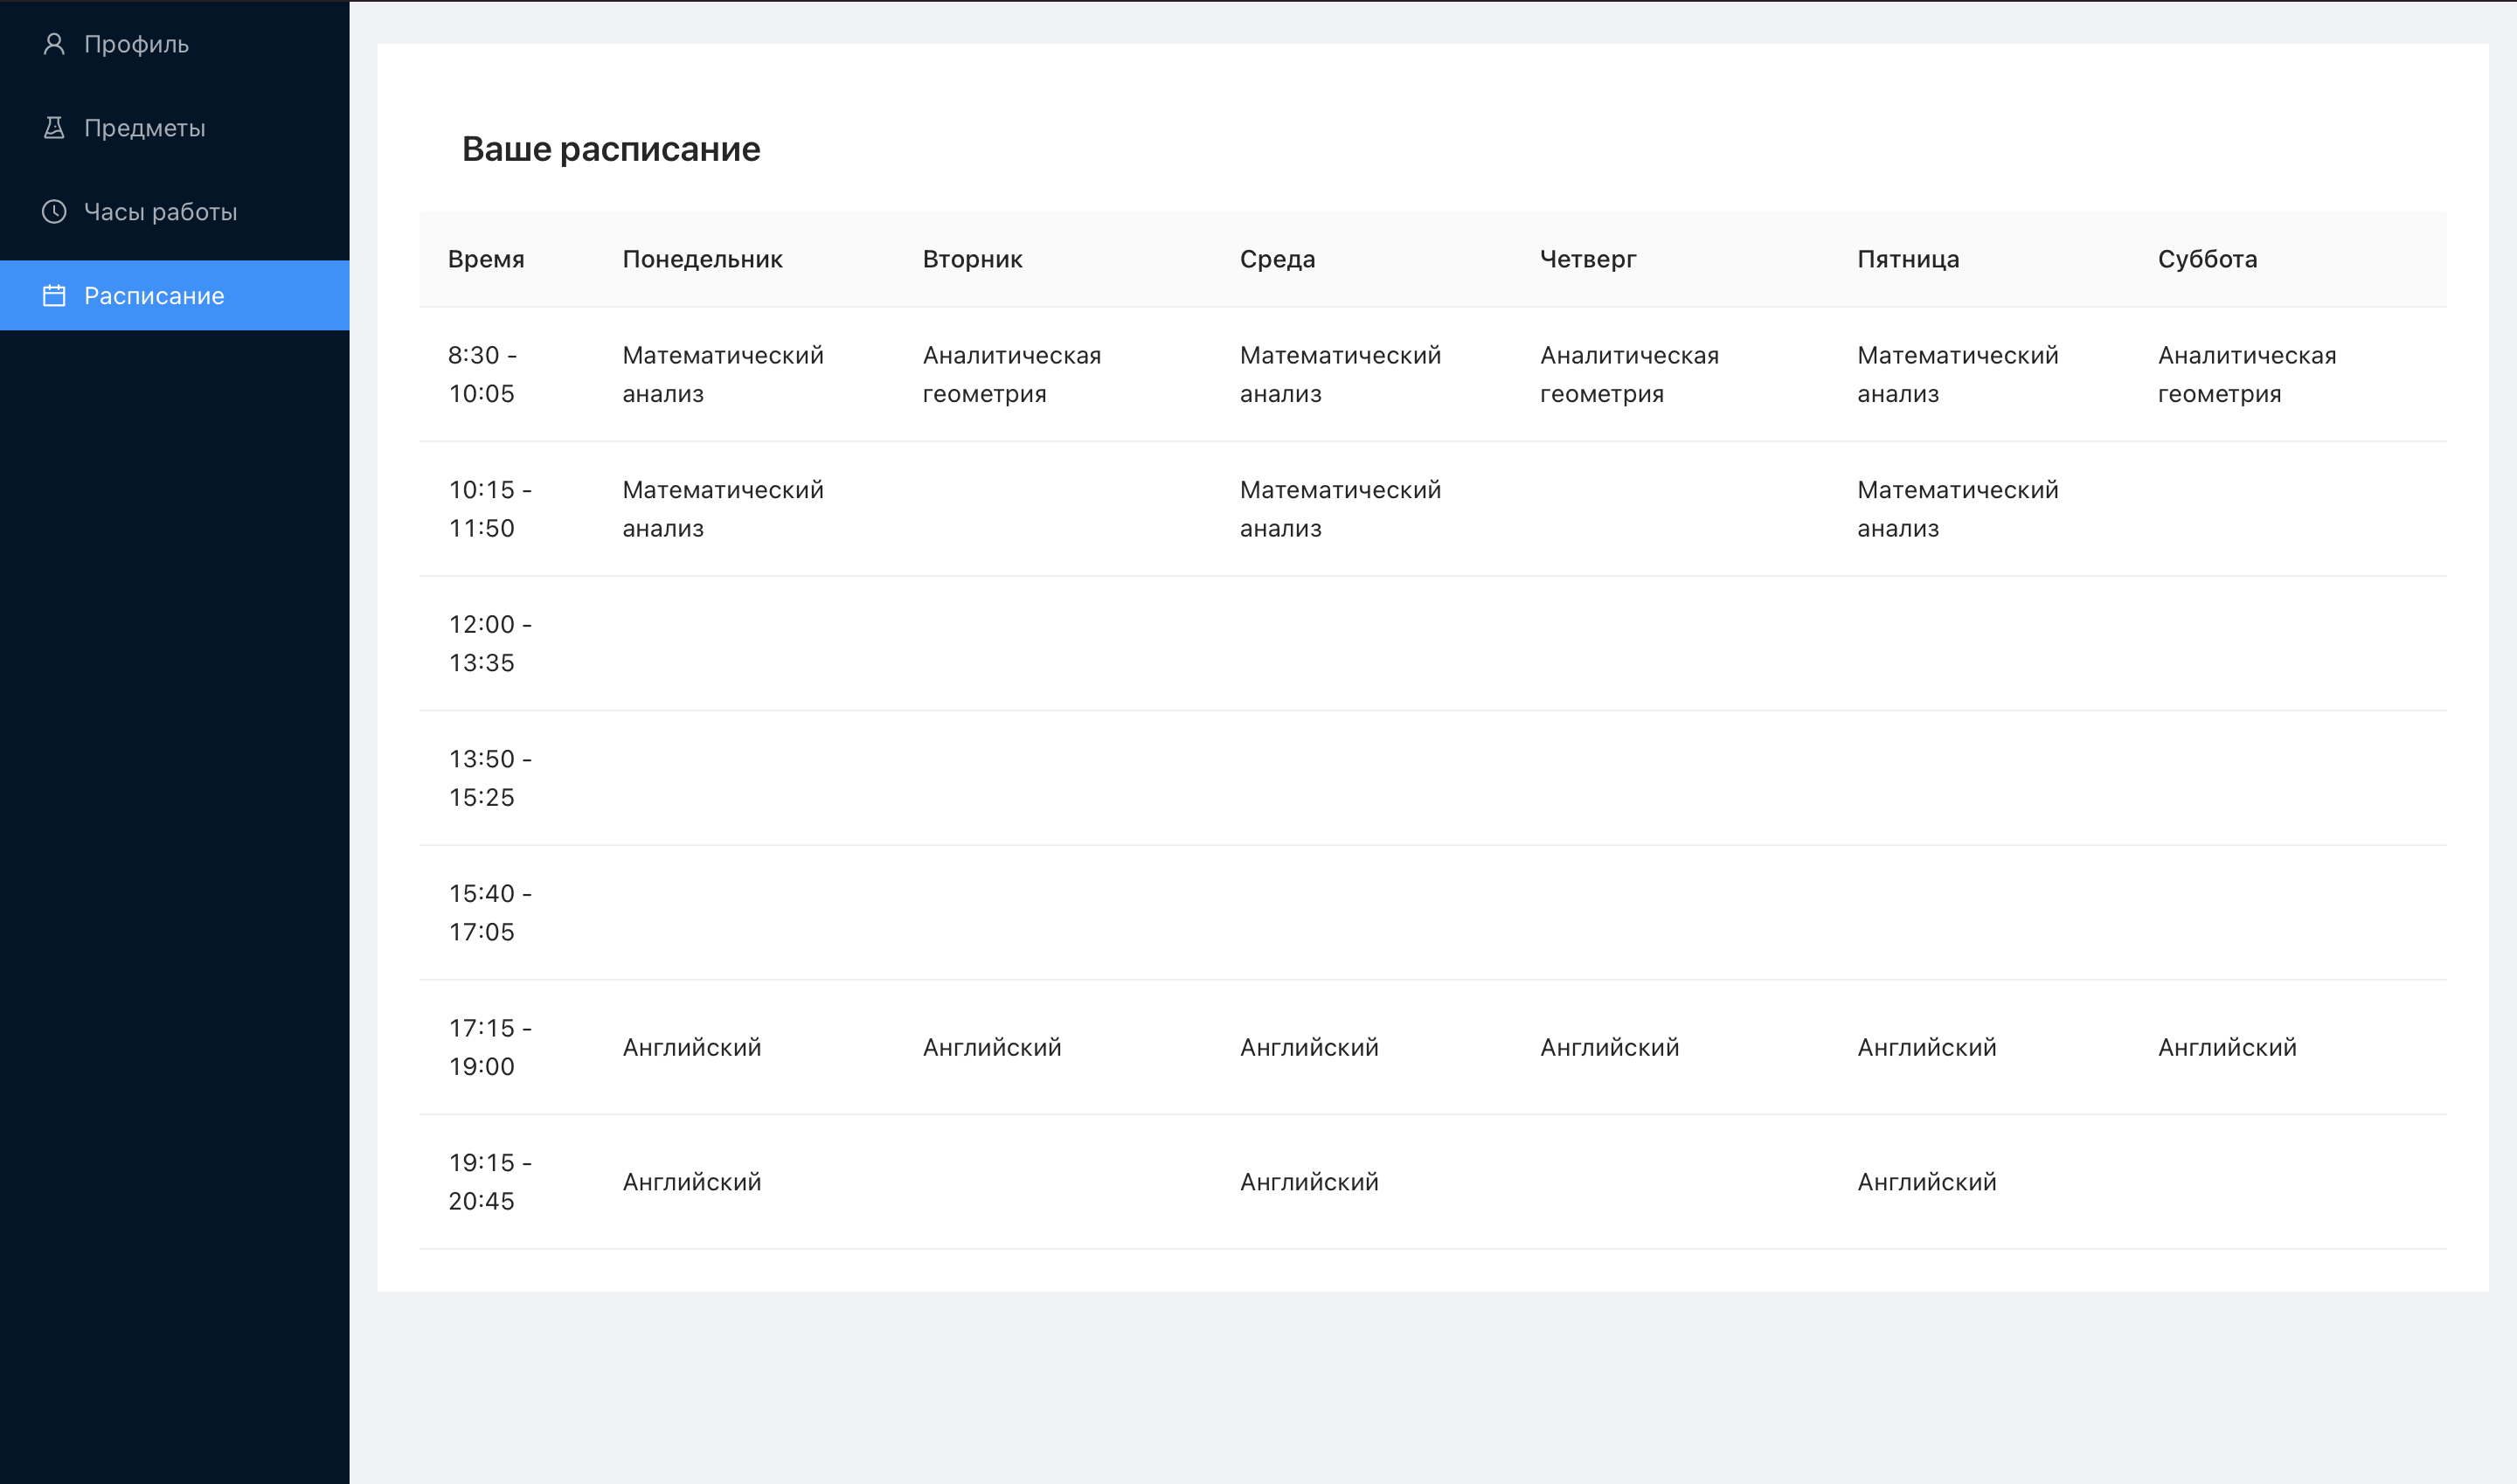 Профиль
Предметы
Часы работы
Расписание
Ваше расписание
Время Понедельник Вторник Среда Четверг Пятница Суббота
8:30 - Математический Аналитическая Математический Аналитическая Математический Аналитическая
10:05 анализ геометрия анализ геометрия анализ геометрия
10:15 - Математический Математический Математический
11:50 анализ анализ анализ
12:00 -
13:35
13:50 -
15:25
15:40 -
17:05
17:15 -
19:00
Английский Английский Английский Английский Английский Английский
19:15 -
20:45
Английский Английский Английский